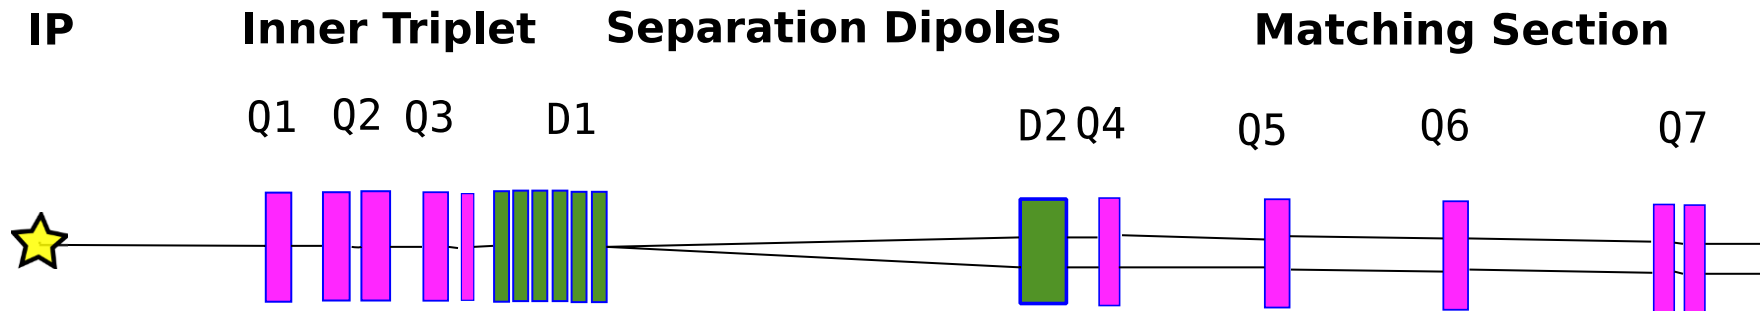 IP Inner Triplet Separation Dipoles Matching Section
Q1 Q2 Q3 D1 D2 Q4 Q5 Q6 Q7